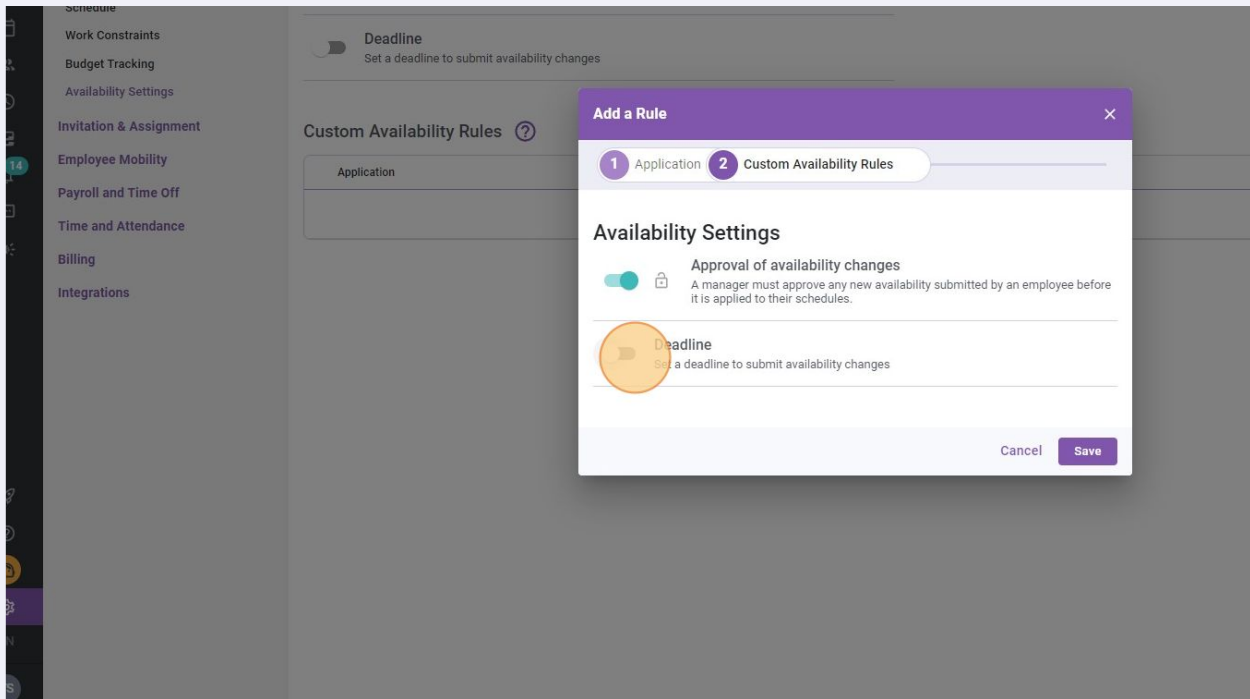 Schedule
Work Constraints
Budget Tracking
Availability Settings
Invitation & Assignment
Employee Mobility
Payroll and Time Off
Time and Attendance
Billing
Integrations
14
N
S
Deadline
Set a deadline to submit availability changes
Custom Availability Rules ?
Application
Add a Rule ×
1 Application 2 Custom Availability Rules
Availability Settings
Approval of availability changes
A manager must approve any new availability submitted by an employee before
it is applied to their schedules.
Deadline
Set a deadline to submit availability changes
Cancel Save